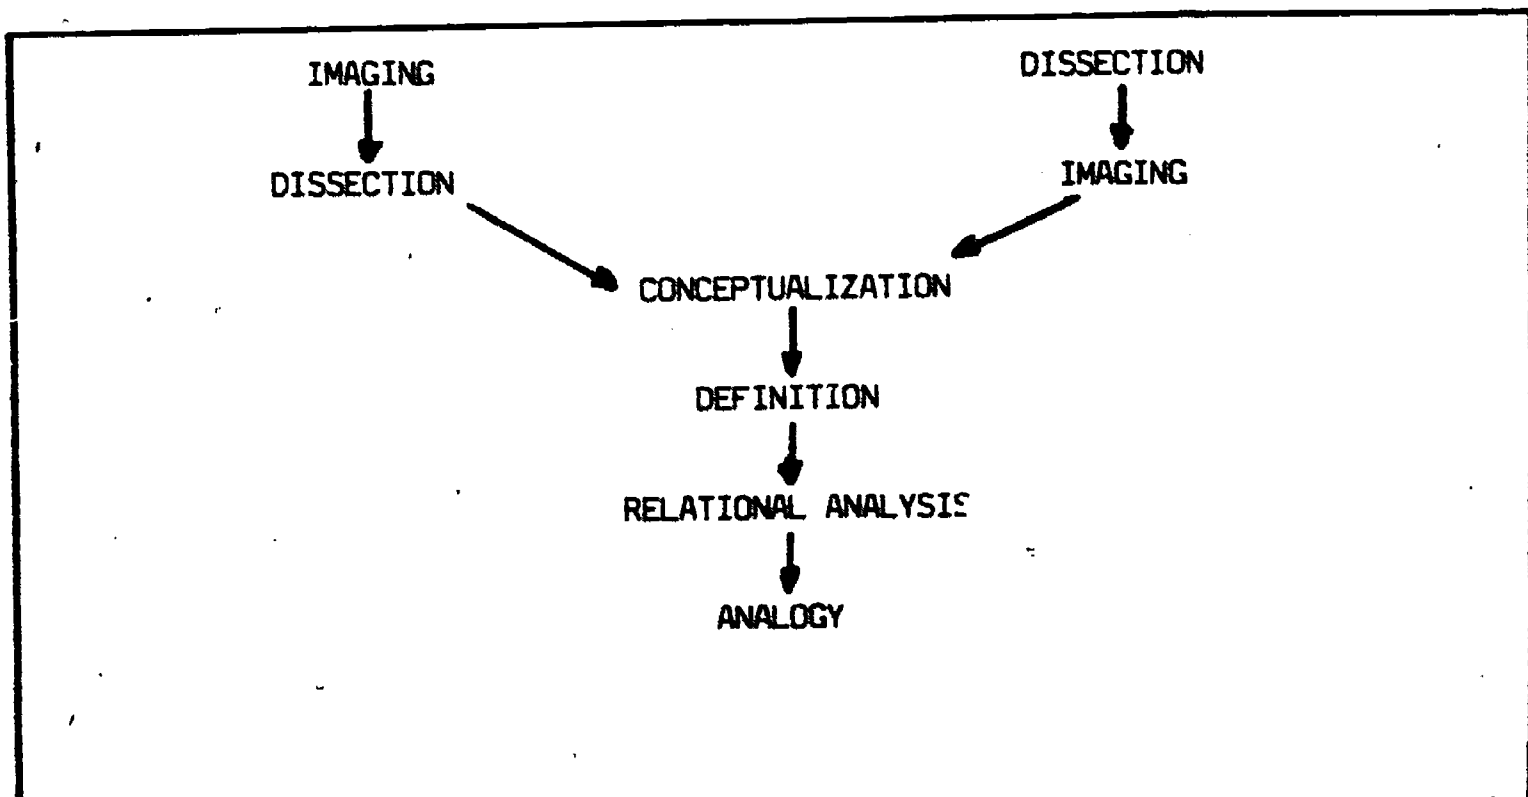 IMAGING
DISSECTION
DISSECTION
IMAGING
CONCEPTUALIZATION
DEFINITION
RELATIONAL ANALYSIS
ANALOGY